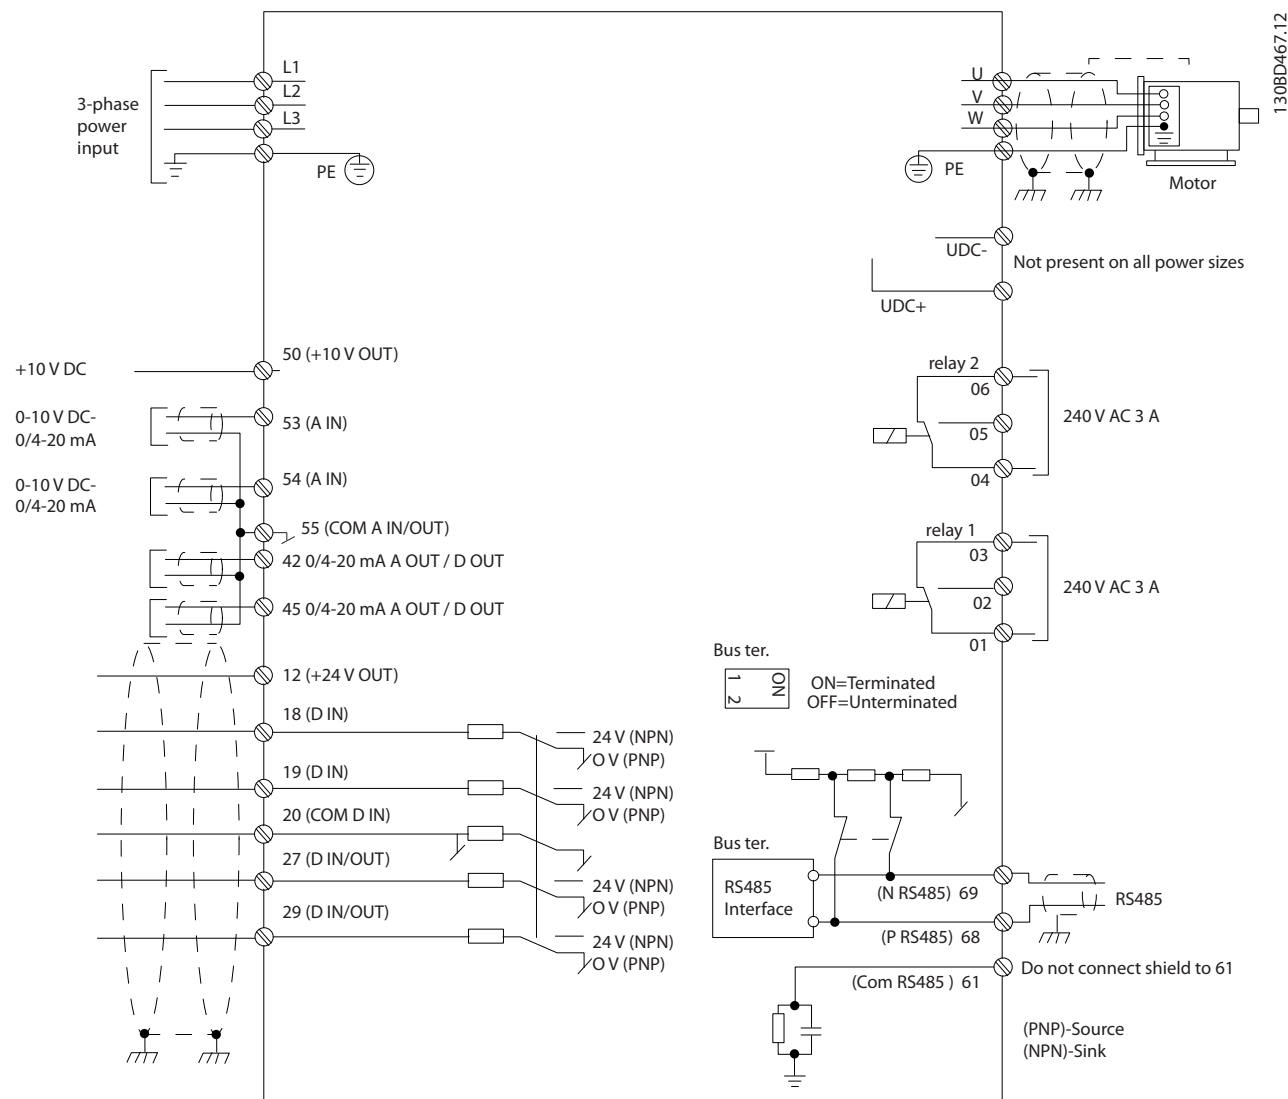 130BD467.12
L1
L2
L3
3-phase
power
input
PE
U
V
W
PE
Motor
UDC-
Not present on all power sizes
UDC+
+10 V DC
50 (+10 V OUT)
0-10 V DC-
0/4-20 mA
53 (A IN)
0-10 V DC-
0/4-20 mA
54 (A IN)
55 (COM A IN/OUT)
42 0/4-20 mA A OUT / D OUT
45 0/4-20 mA A OUT / D OUT
12 (+24 V OUT)
18 (D IN)
24 V (NPN)
O V (PNP)
19 (D IN)
24 V (NPN)
O V (PNP)
20 (COM D IN)
27 (D IN/OUT)
24 V (NPN)
O V (PNP)
29 (D IN/OUT)
24 V (NPN)
O V (PNP)
relay 2
06
05
04
240 V AC 3 A
relay 1
03
02
01
240 V AC 3 A
Bus ter.
1
2
ON
ON=Terminated
OFF=Unterminated
Bus ter.
RS485
Interface
(N RS485) 69
RS485
(P RS485) 68
(Com RS485 ) 61
Do not connect shield to 61
(PNP)-Source
(NPN)-Sink